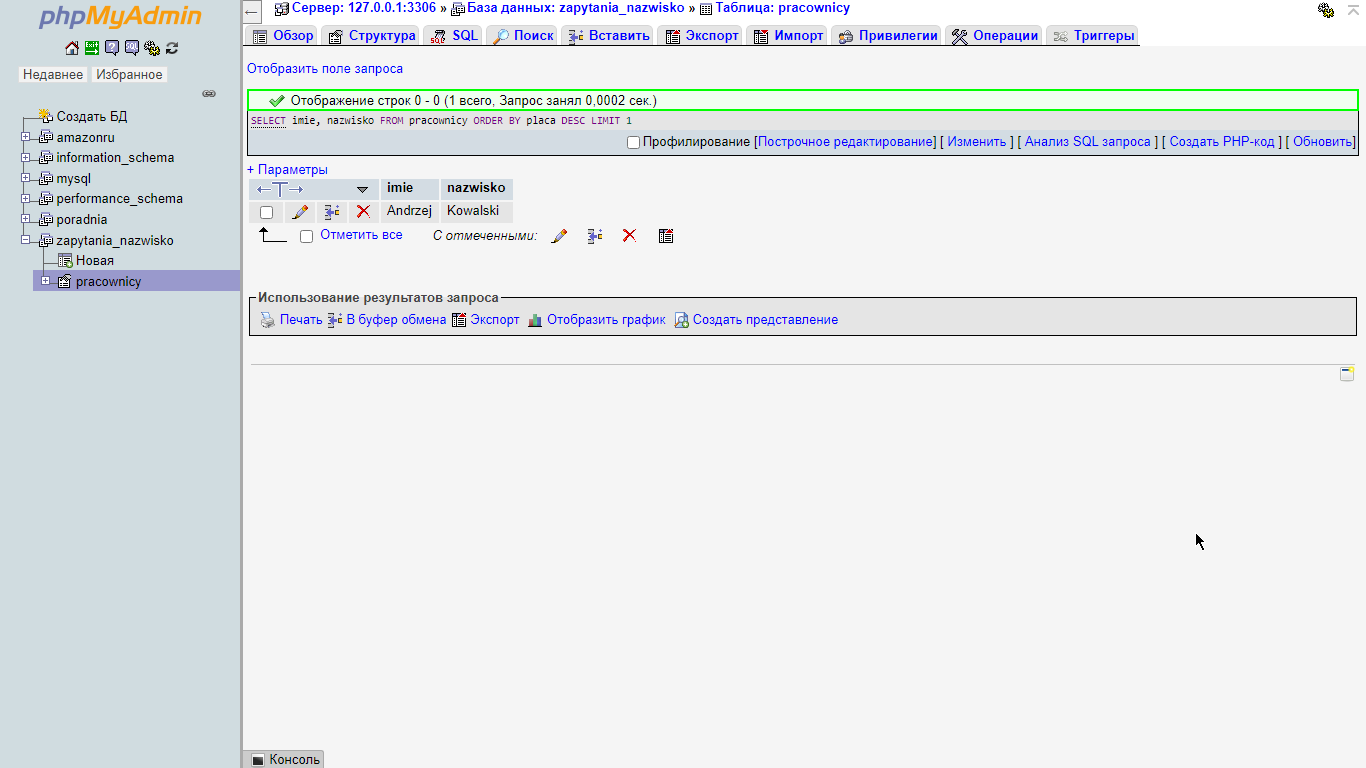 phpMyAdmin
Недавнее Избранное
Создать БД
amazonru
information_schema
mysql
performance_schema
poradnia
zapytania_nazwisko
Новая
pracownicy
Сервер: 127.0.0.1:3306 » База данных: zapytania_nazwisko » Таблица: pracownicy
Обзор Структура SQL Поиск Вставить Экспорт Импорт Привилегии Операции Триггеры
Отобразить поле запроса
Отображение строк 0 - 0 (1 всего, Запрос занял 0,0002 сек.)
SELECT imie, nazwisko FROM pracownicy ORDER BY placa DESC LIMIT 1
Профилирование [Построчное редактирование] [ Изменить ] [ Анализ SQL запроса ] [ Создать PHP-код ] [ Обновить]
+ Параметры
←T→ imie nazwisko
Andrzej Kowalski
Отметить все С отмеченными:
Использование результатов запроса
Печать В буфер обмена Экспорт Отобразить график Создать представление
Консоль